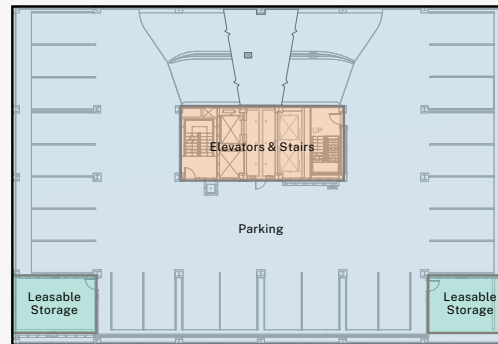 UP
Elevators & Stairs
Parking
Leasable
Storage
Leasable
Storage